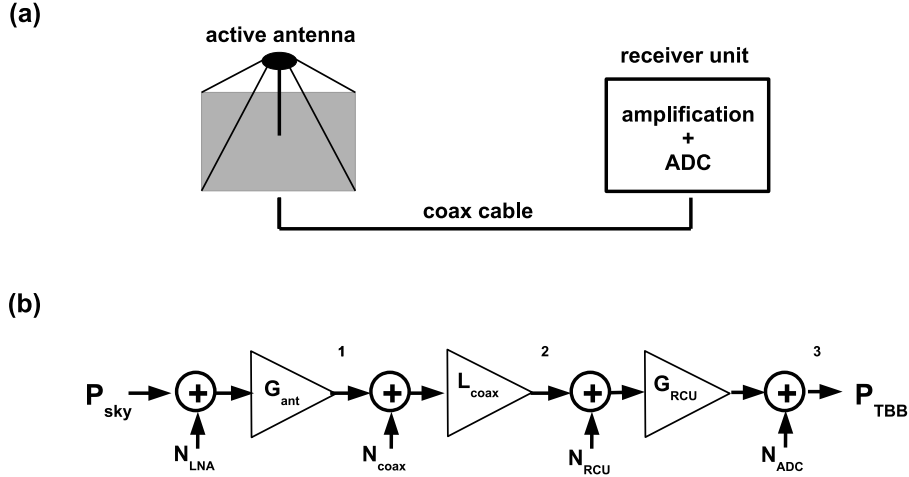 (a)
active antenna
receiver unit
amplification
+
ADC
coax cable
(b)
1
2
3
P_sky
+
G_ant
+
L_coax
+
G_RCU
+
P_TBB
N_LNA
N_coax
N_RCU
N_ADC